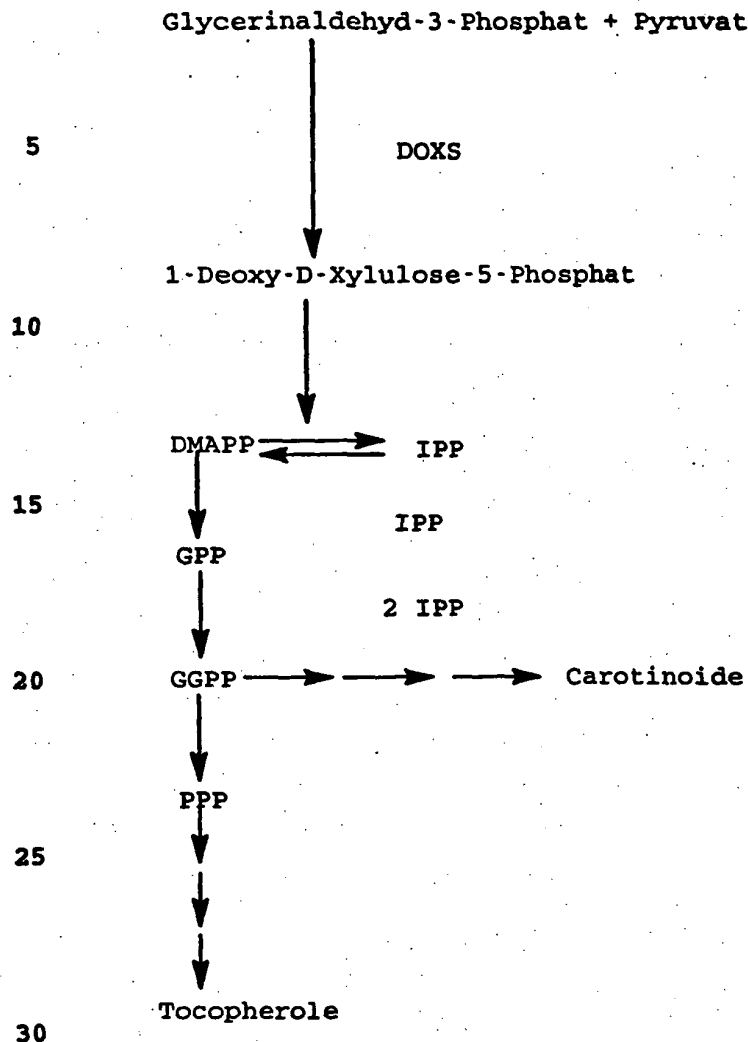 Glycerinaldehyd-3-Phosphat + Pyruvat
5 DOXS
1-Deoxy-D-Xylulose-5-Phosphat
10
DMAPP IPP
15 IPP
GPP
2 IPP
20 GGPP Carotinoide
PPP
25
Tocopherole
30